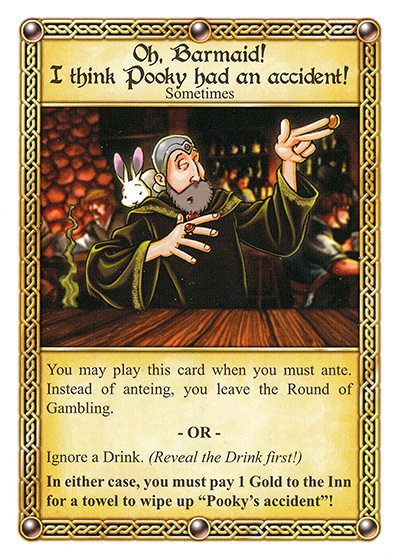 Oh, Barmaid!
I think Pooky had an accident!
Sometimes
You may play this card when you must ante.
Instead of anteing, you leave the Round of
Gambling.
- OR -
Ignore a Drink. (Reveal the Drink first!)
In either case, you must pay 1 Gold to the Inn
for a towel to wipe up “Pooky’s accident”!